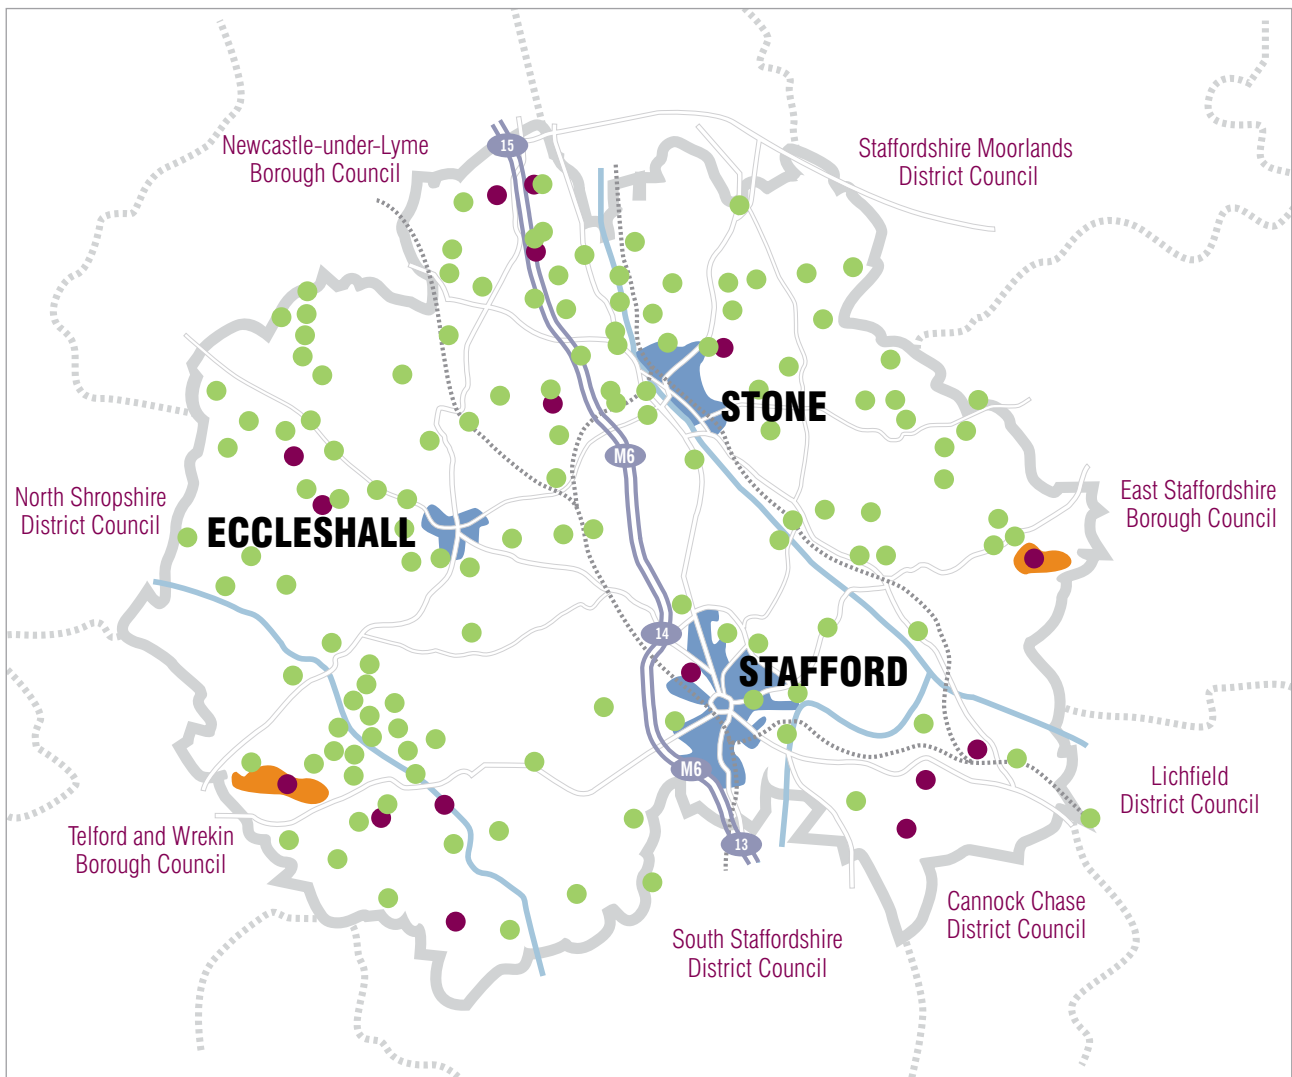 15
Newcastle-under-Lyme
Borough Council
Staffordshire Moorlands
District Council
STONE
M6
North Shropshire
District Council
ECCLESHALL
East Staffordshire
Borough Council
14
STAFFORD
M6
Lichfield
District Council
Telford and Wrekin
Borough Council
13
Cannock Chase
District Council
South Staffordshire
District Council